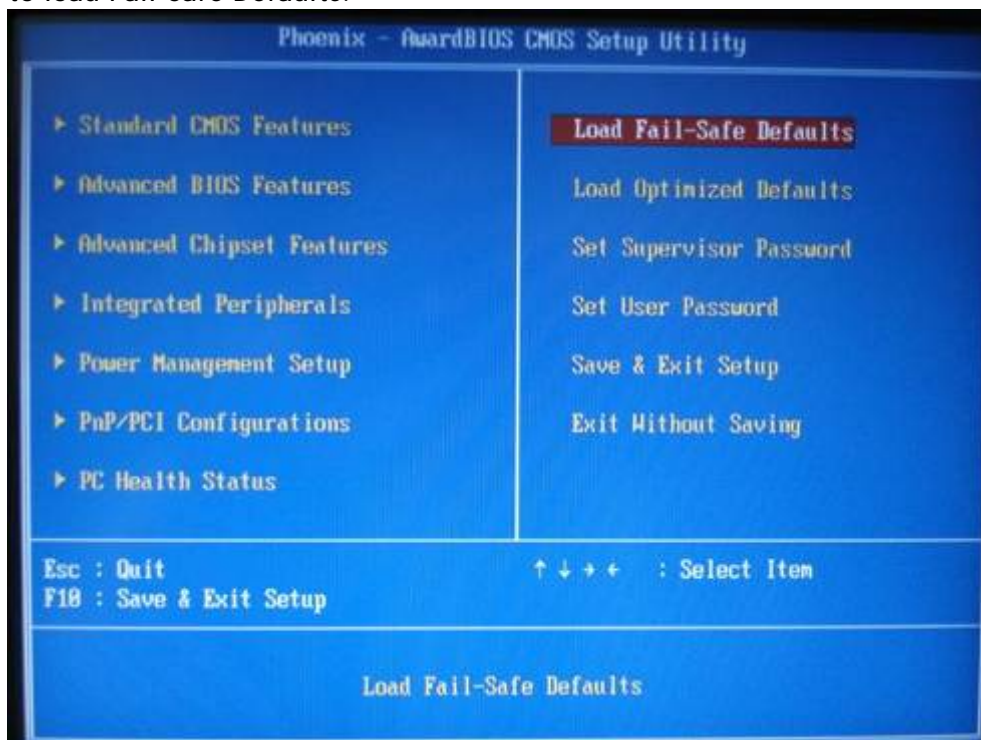 Phoenix - AwardBIOS CMOS Setup Utility
▶ Standard CMOS Features
▶ Advanced BIOS Features
▶ Advanced Chipset Features
▶ Integrated Peripherals
▶ Power Management Setup
▶ PnP/PCI Configurations
▶ PC Health Status
Load Fail-Safe Defaults
Load Optimized Defaults
Set Supervisor Password
Set User Password
Save & Exit Setup
Exit Without Saving
Esc : Quit
F10 : Save & Exit Setup
↑ ↓ → ← : Select Item
Load Fail-Safe Defaults